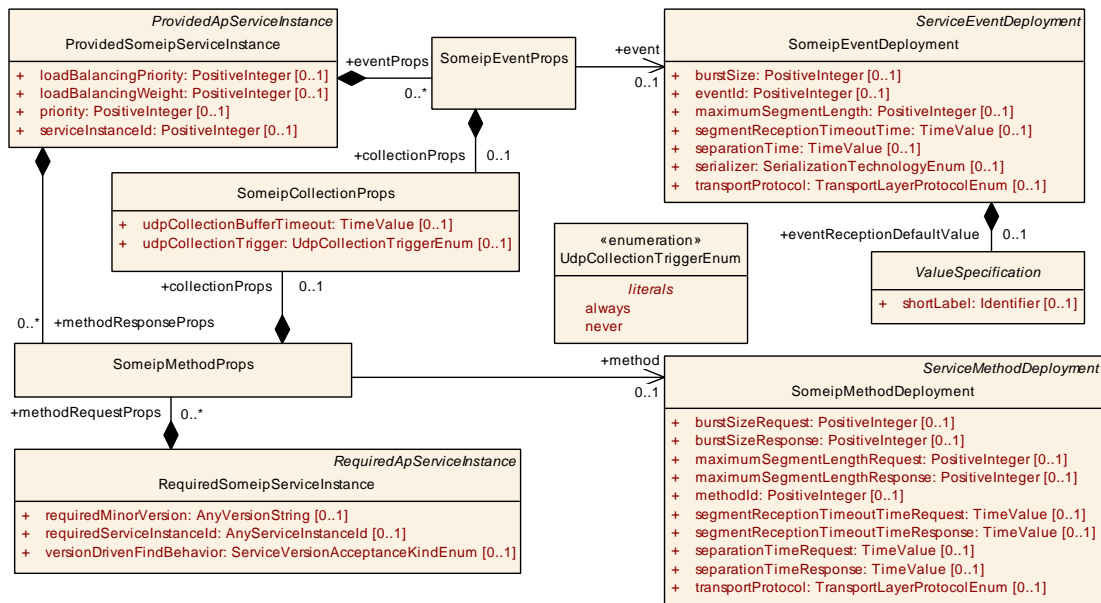 ProvidedApServiceInstance
ProvidedSomeipServiceInstance
+ loadBalancingPriority: PositiveInteger [0..1]
+ loadBalancingWeight: PositiveInteger [0..1]
+ priority: PositiveInteger [0..1]
+ serviceInstanceId: PositiveInteger [0..1]
+eventProps
0..*
SomeipEventProps
+event
0..1
ServiceEventDeployment
SomeipEventDeployment
+ burstSize: PositiveInteger [0..1]
+ eventId: PositiveInteger [0..1]
+ maximumSegmentLength: PositiveInteger [0..1]
+ segmentReceptionTimeoutTime: TimeValue [0..1]
+ separationTime: TimeValue [0..1]
+ serializer: SerializationTechnologyEnum [0..1]
+ transportProtocol: TransportLayerProtocolEnum [0..1]
+collectionProps
0..1
SomeipCollectionProps
+ udpCollectionBufferTimeout: TimeValue [0..1]
+ udpCollectionTrigger: UdpCollectionTriggerEnum [0..1]
+collectionProps
0..1
«enumeration»
UdpCollectionTriggerEnum
literals
always
never
+eventReceptionDefaultValue
0..1
ValueSpecification
+ shortLabel: Identifier [0..1]
0..*
+methodResponseProps
SomeipMethodProps
+method
0..1
+methodRequestProps
0..*
RequiredApServiceInstance
RequiredSomeipServiceInstance
+ requiredMinorVersion: AnyVersionString [0..1]
+ requiredServiceInstanceId: AnyServiceInstanceId [0..1]
+ versionDrivenFindBehavior: ServiceVersionAcceptanceKindEnum [0..1]
ServiceMethodDeployment
SomeipMethodDeployment
+ burstSizeRequest: PositiveInteger [0..1]
+ burstSizeResponse: PositiveInteger [0..1]
+ maximumSegmentLengthRequest: PositiveInteger [0..1]
+ maximumSegmentLengthResponse: PositiveInteger [0..1]
+ methodId: PositiveInteger [0..1]
+ segmentReceptionTimeoutTimeRequest: TimeValue [0..1]
+ segmentReceptionTimeoutTimeResponse: TimeValue [0..1]
+ separationTimeRequest: TimeValue [0..1]
+ separationTimeResponse: TimeValue [0..1]
+ transportProtocol: TransportLayerProtocolEnum [0..1]